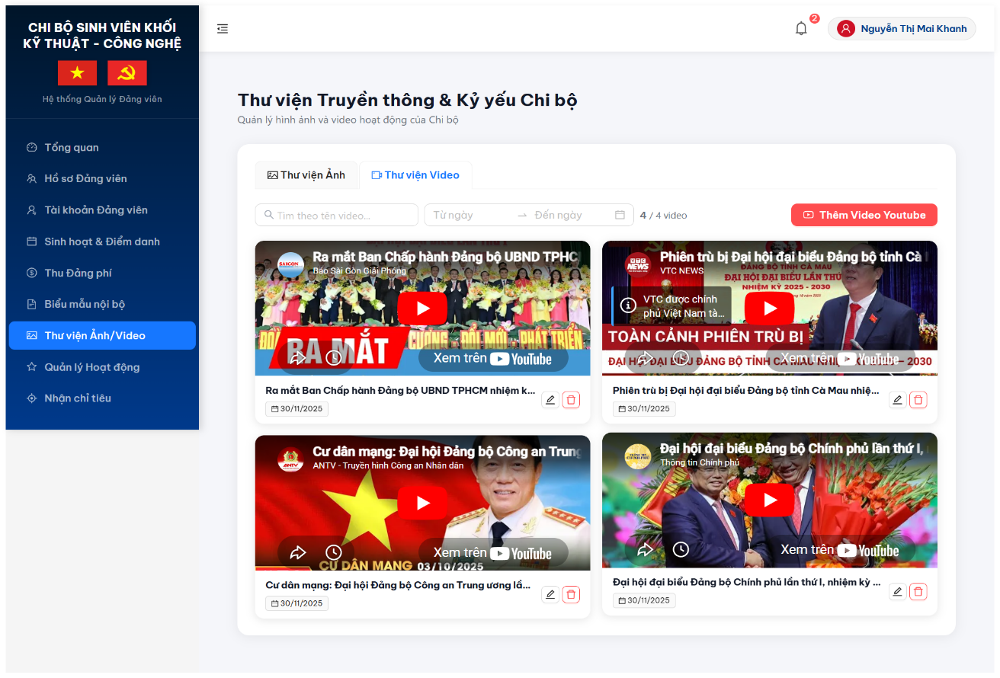 CHI BỘ SINH VIÊN KHỐI
KỸ THUẬT - CÔNG NGHỆ
Hệ thống Quản lý Đảng viên
Tổng quan
Hồ sơ Đảng viên
Tài khoản Đảng viên
Sinh hoạt & Điểm danh
Thu Đảng phí
Biểu mẫu nội bộ
Thư viện Ảnh/Video
Quản lý Hoạt động
Nhận chỉ tiêu
2
Nguyễn Thị Mai Khanh
Thư viện Truyền thông & Kỷ yếu Chi bộ
Quản lý hình ảnh và video hoạt động của Chi bộ
Thư viện Ảnh
Thư viện Video
Tìm theo tên video...
Từ ngày
Đến ngày
4 / 4 video
Thêm Video Youtube
SAIGON
Ra mắt Ban Chấp hành Đảng bộ UBND TPHC
Báo Sài Gòn Giải Phóng
CƯƠNG - ĐỔI MỚI - PHÁT TRIỂN
RA MẮT
Xem trên YouTube
Ra mắt Ban Chấp hành Đảng bộ UBND TPHCM nhiệm k...
30/11/2025
VTC NEWS
Phiên trù bị Đại hội đại biểu Đảng bộ tỉnh Cà
VTC NEWS
ĐẢNG BỘ TỈNH CÀ MAU
ĐẠI HỘI ĐẠI BIỂU LẦN THỨ
NHIỆM KỲ 2025 - 2030
VTC được chính
phủ Việt Nam tà...
TOÀN CẢNH PHIÊN TRÙ BỊ
ĐẠI HỘI ĐẠI BIỂU ĐẢNG BỘ TỈNH CÀ MAU NHIỆM KỲ 2025 - 2030
Xem trên YouTube
Phiên trù bị Đại hội đại biểu Đảng bộ tỉnh Cà Mau nhiệ...
30/11/2025
ANTV
Cư dân mạng: Đại hội Đảng bộ Công an Trung
ANTV - Truyền hình Công an Nhân dân
Xem trên YouTube
CƯ DÂN MẠNG 03/10/2025
Cư dân mạng: Đại hội Đảng bộ Công an Trung ương lầ...
30/11/2025
THÔNG TIN
CHÍNH PHỦ
Đại hội đại biểu Đảng bộ Chính phủ lần thứ I,
Thông tin Chính phủ
Xem trên YouTube
Đại hội đại biểu Đảng bộ Chính phủ lần thứ I, nhiệm kỳ ...
30/11/2025